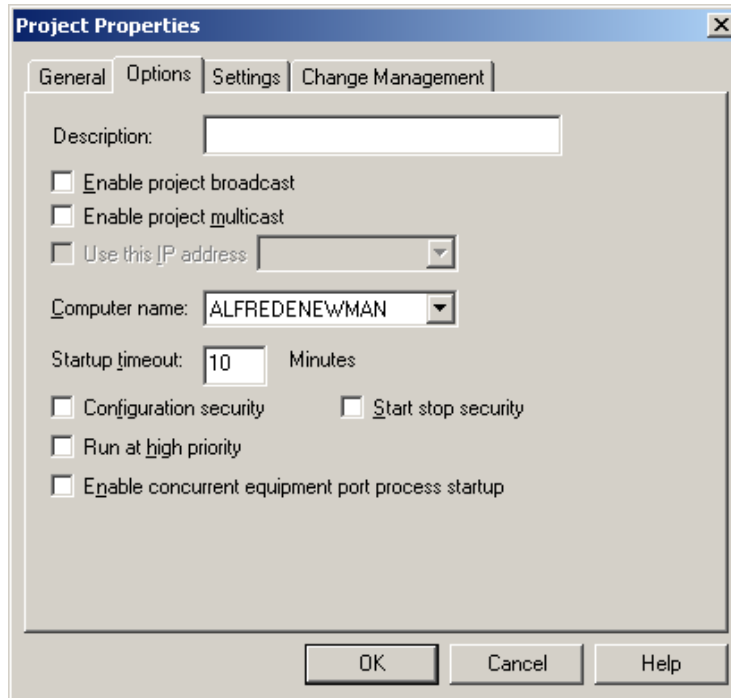 Project Properties
General Options Settings Change Management
Description:
Enable project broadcast
Enable project multicast
Use this IP address
Computer name: ALFREDENEWMAN
Startup timeout: 10 Minutes
Configuration security Start stop security
Run at high priority
Enable concurrent equipment port process startup
OK Cancel Help